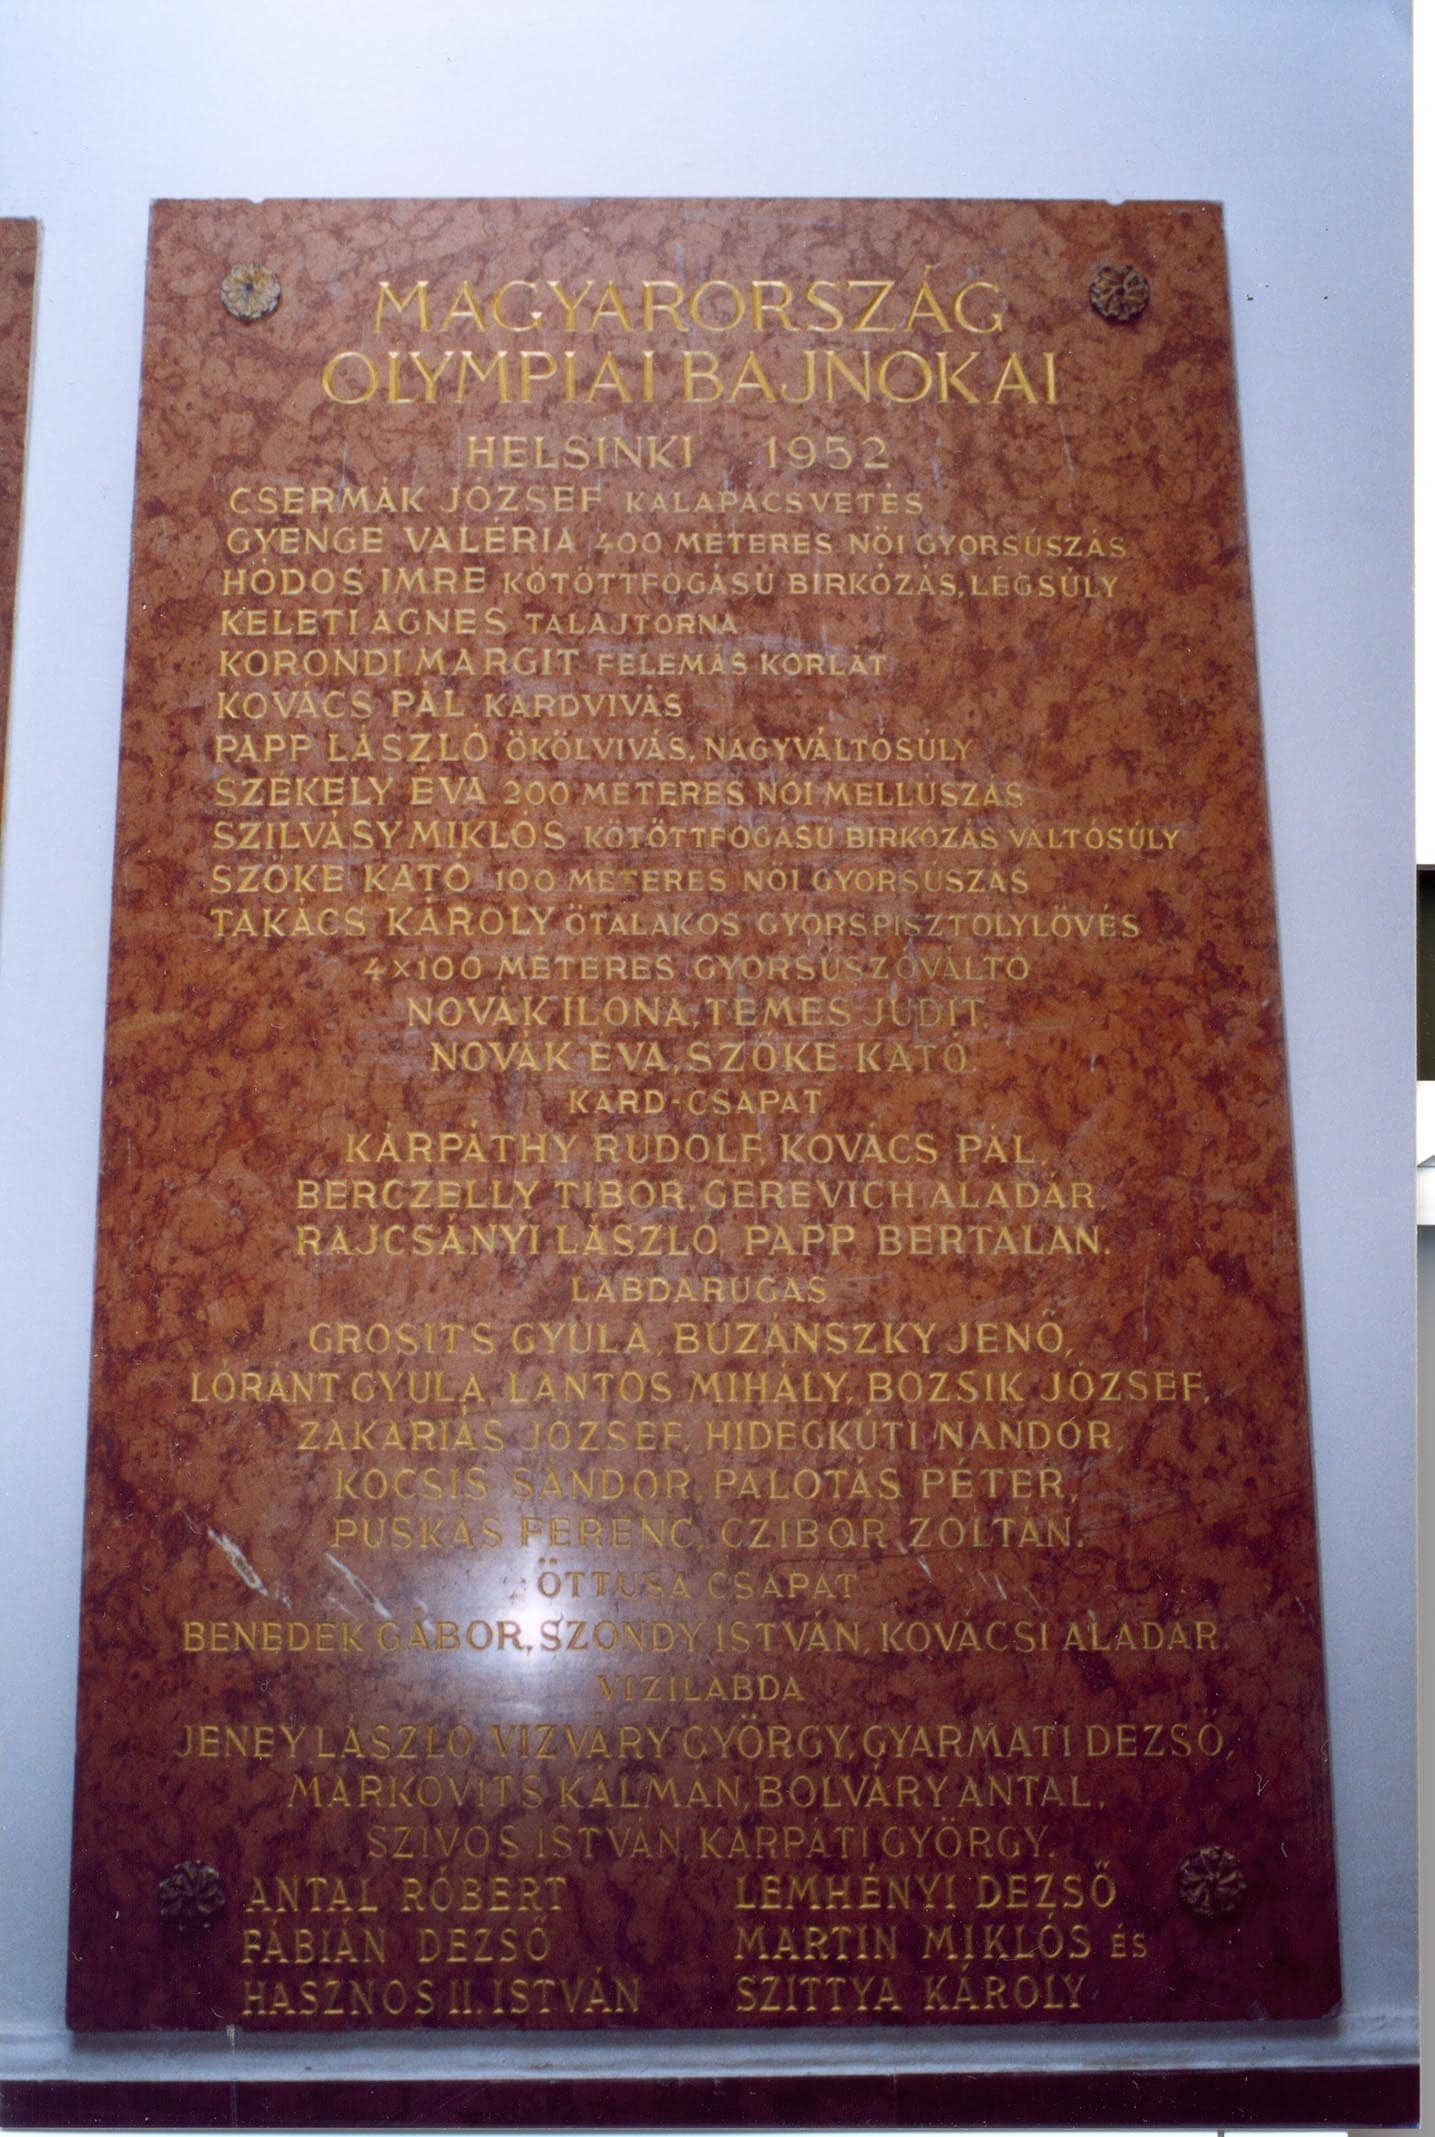 MAGYARORSZÁG
OLYMPIAI BAJNOKAI
HELSINKI 1952
CSERMÁK JÓZSEF KALAPÁCSVETÉS
GYENGE VALÉRIA 400 MÉTERES NŐI GYORSÚSZÁS
HÓDOS IMRE KÖTÖTTFOGÁSÚ BIRKÓZÁS, LÉGSÚLY
KELETI ÁGNES TALAJTORNA
KORONDI MARGIT FELEMÁS KORLÁT
KOVÁCS PÁL KARDVIVÁS
PAPP LÁSZLÓ ÖKÖLVIVÁS, NAGYVÁLTÓSÚLY
SZÉKELY ÉVA 200 MÉTERES NŐI MELLÚSZÁS
SZILVÁSY MIKLÓS KÖTÖTTFOGÁSÚ BIRKÓZÁS VÁLTÓSÚLY
SZŐKE KATÓ 100 MÉTERES NŐI GYORSÚSZÁS
TAKÁCS KÁROLY ÖTALAKOS GYORSPISZTOLYLÖVÉS
4×100 MÉTERES GYORSÚSZÓVÁLTÓ
NOVÁK ILONA, TEMES JUDIT,
NOVÁK ÉVA, SZŐKE KATÓ.
KARD-CSAPAT
KÁRPÁTHY RUDOLF, KOVÁCS PÁL,
BERCZELLY TIBOR, GEREVICH ALADÁR,
RAJCSÁNYI LÁSZLÓ, PAPP BERTALAN.
LABDARUGÁS
GROSITS GYULA, BUZÁNSZKY JENŐ,
LÓRÁNT GYULA, LANTOS MIHÁLY, BOZSIK JÓZSEF,
ZAKARIÁS JÓZSEF, HIDEGKÚTI NÁNDOR,
KOCSIS SÁNDOR, PALOTÁS PÉTER,
PUSKÁS FERENC, CZIBOR ZOLTÁN.
ÖTTUSA CSAPAT
BENEDEK GÁBOR, SZONDY ISTVÁN, KOVÁCSI ALADÁR
VIZILABDA
JENEY LÁSZLÓ, VIZVÁRY GYÖRGY, GYARMATI DEZSŐ,
MARKOVITS KÁLMÁN, BOLVÁRY ANTAL,
SZIVÓS ISTVÁN, KÁRPÁTI GYÖRGY.
ANTAL RÓBERT LEMHÉNYI DEZSŐ
FÁBIÁN DEZSŐ MARTIN MIKLÓS ÉS
HASZNOS II. ISTVÁN SZITTYA KÁROLY